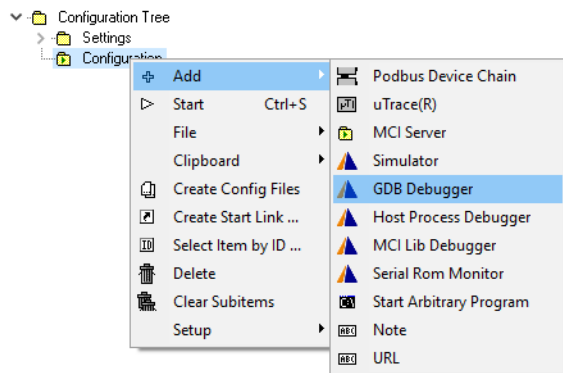 Configuration Tree
Settings
Configuration
Add
Start Ctrl+S
File
Clipboard
Create Config Files
Create Start Link ...
Select Item by ID ...
Delete
Clear Subitems
Setup
Podbus Device Chain
uTrace(R)
MCI Server
Simulator
GDB Debugger
Host Process Debugger
MCI Lib Debugger
Serial Rom Monitor
Start Arbitrary Program
Note
URL